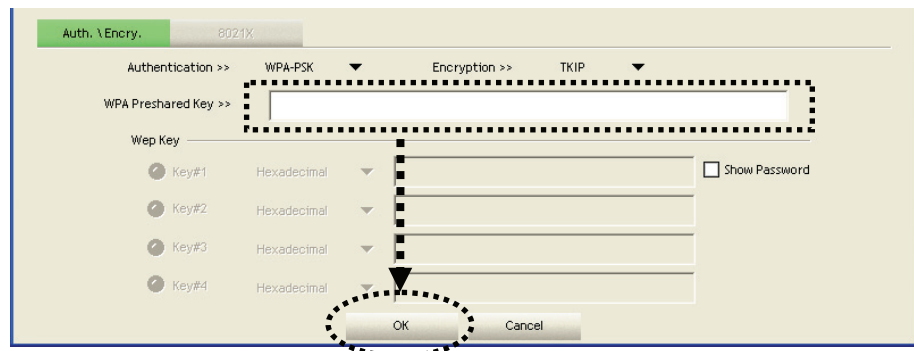 Auth. \ Encry. 8021X
Authentication >> WPA-PSK Encryption >> TKIP
WPA Preshared Key >>
Wep Key
Key#1 Hexadecimal Show Password
Key#2 Hexadecimal
Key#3 Hexadecimal
Key#4 Hexadecimal
OK Cancel